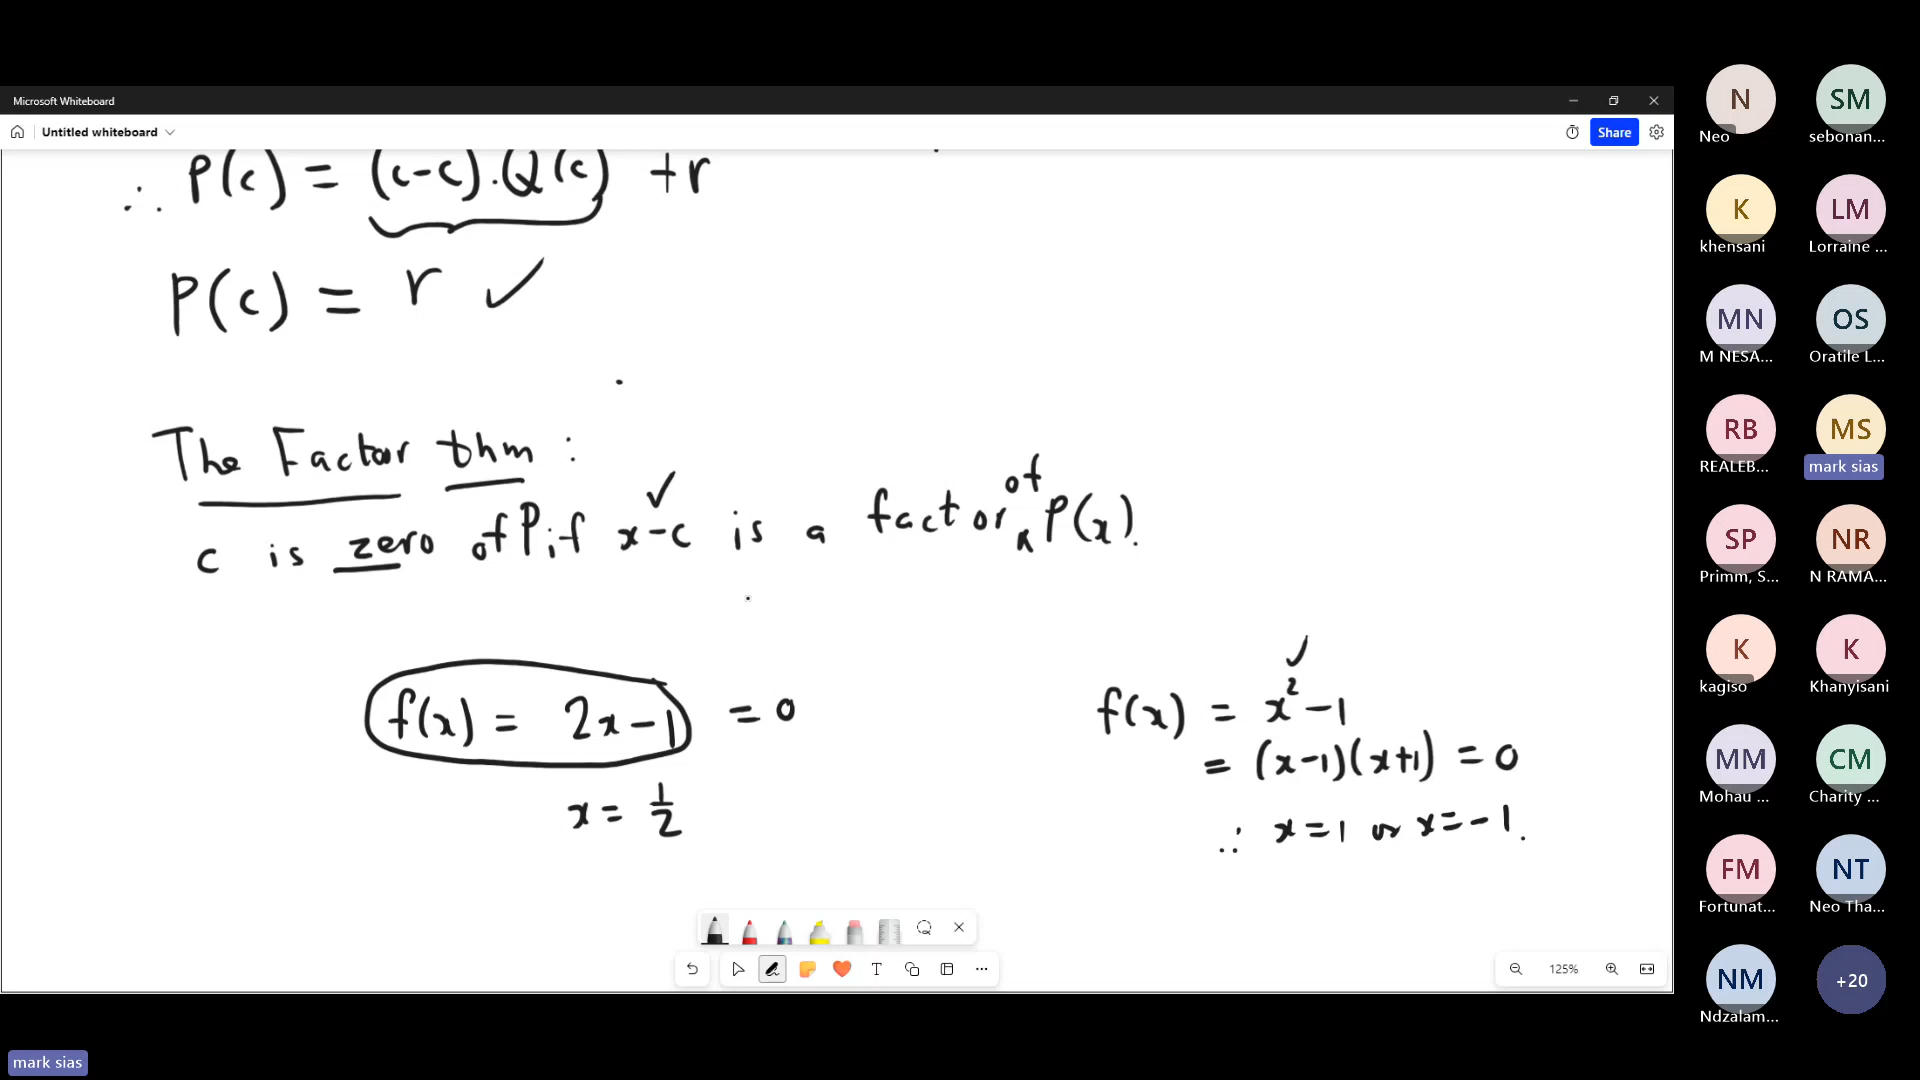 Microsoft Whiteboard
Untitled whiteboard
Share
∴ P(c) = (c-c).Q(c) + r
P(c) = r ✓
The Factor thm :
✓
c is zero of P, if x-c is a factor of P(x).
f(x) = 2x-1 = 0
x = 1/2
✓
f(x) = x² -1
= (x-1)(x+1) = 0
∴ x=1 or x=-1.
T
125%
N
Neo
SM
sebonan...
K
khensani
LM
Lorraine ...
MN
M NESA...
OS
Oratile L...
RB
REALEB...
MS
mark sias
SP
Primm, S...
NR
N RAMA...
K
kagiso
K
Khanyisani
MM
Mohau ...
CM
Charity ...
FM
Fortunat...
NT
Neo Tha...
NM
Ndzalam...
+20
mark sias